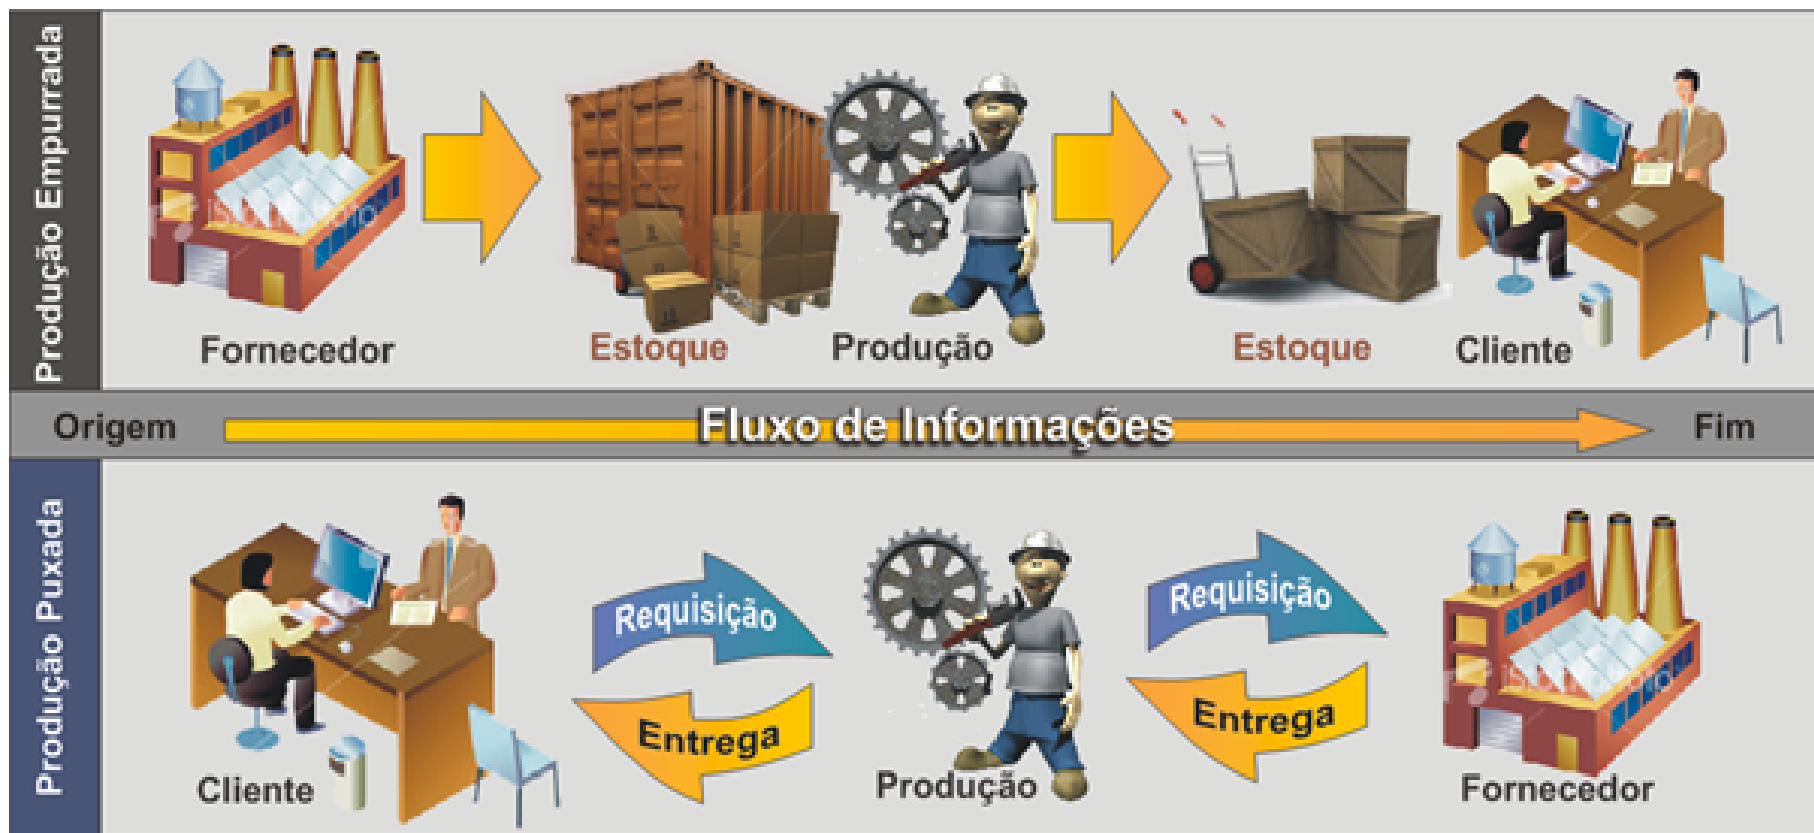 Produção Empurrada
Fornecedor
Estoque
Produção
Estoque
Cliente
Origem
Fluxo de Informações
Fim
Produção Puxada
Requisição
Requisição
Entrega
Entrega
Cliente
Produção
Fornecedor